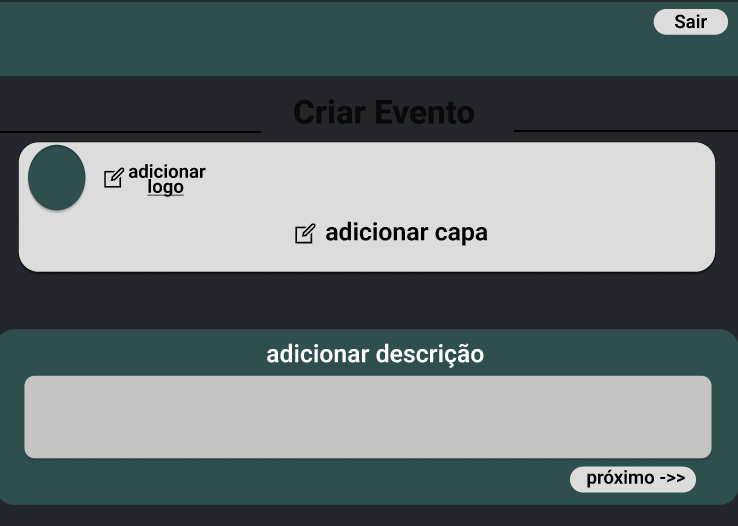 Sair
Criar Evento
adicionar
logo
adicionar capa
adicionar descrição
próximo ->>